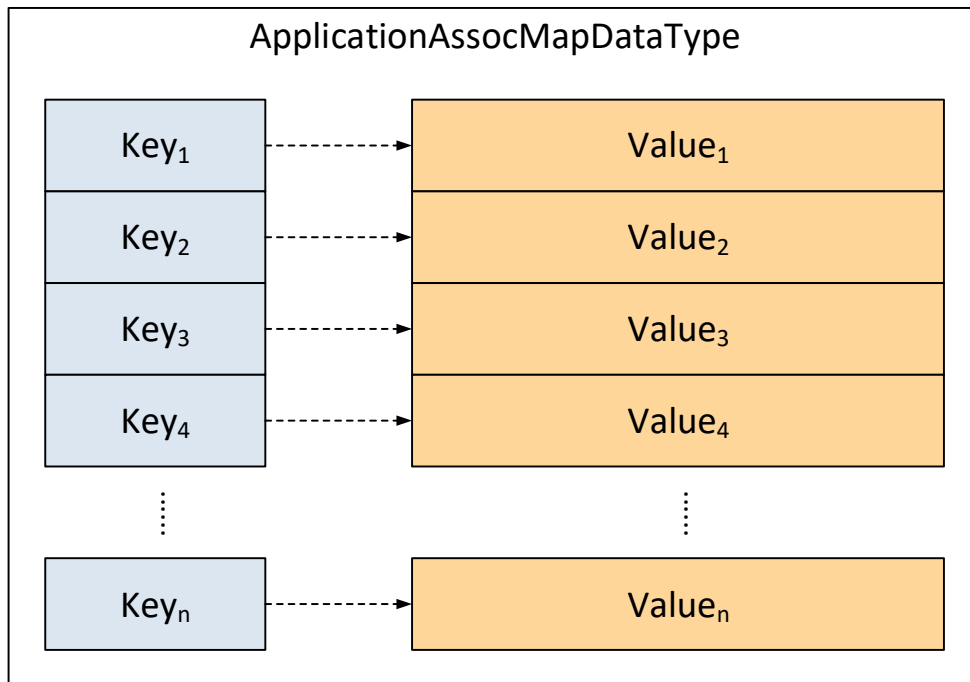 ApplicationAssocMapDataType
Key₁ Value₁
Key₂ Value₂
Key₃ Value₃
Key₄ Value₄
Keyₙ Valueₙ